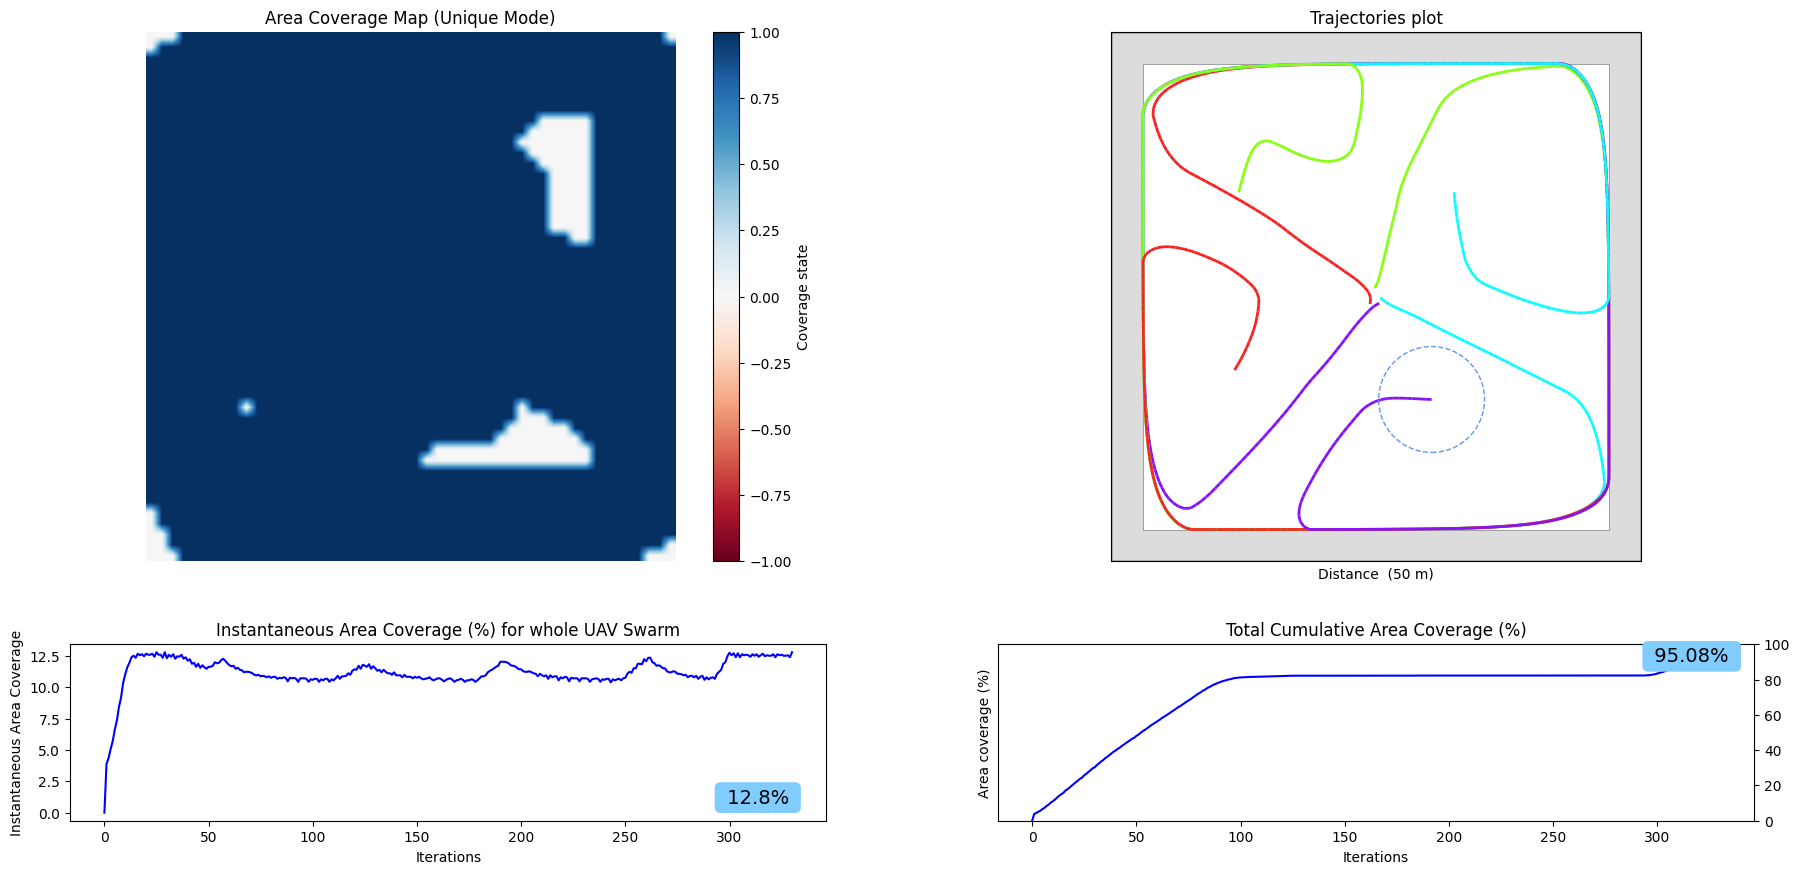 Area Coverage Map (Unique Mode)
1.00
0.75
0.50
0.25
0.00
−0.25
−0.50
−0.75
−1.00
Coverage state
Trajectories plot
Distance  (50 m)
Instantaneous Area Coverage (%) for whole UAV Swarm
Instantaneous Area Coverage
12.5
10.0
7.5
5.0
2.5
0.0
12.8%
0 50 100 150 200 250 300
Iterations
Total Cumulative Area Coverage (%)
Area coverage (%)
95.08%
100
80
60
40
20
0
0 50 100 150 200 250 300
Iterations